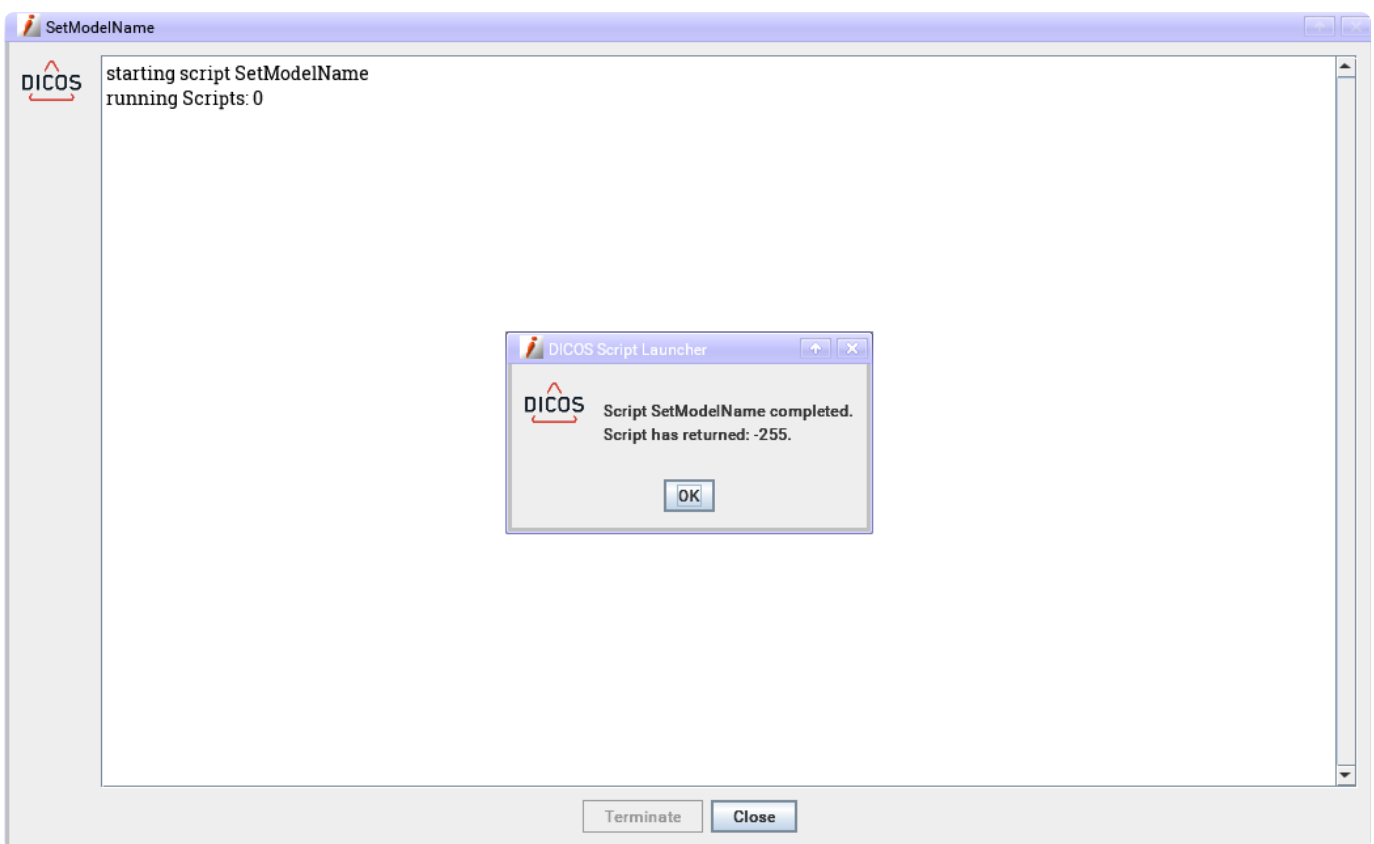 SetModelName
DICOS
starting script SetModelName
running Scripts: 0
DICOS Script Launcher
DICOS
Script SetModelName completed.
Script has returned: -255.
OK
Terminate
Close